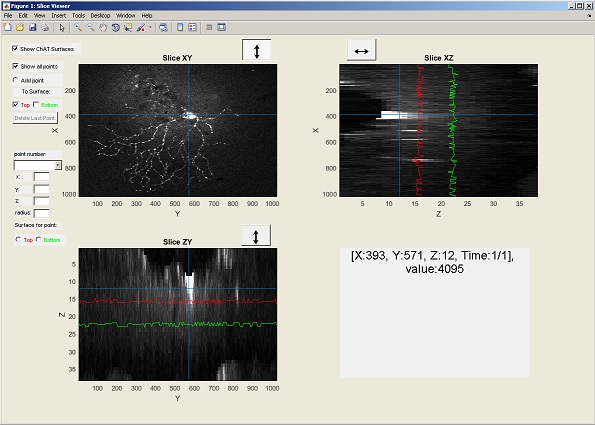 Figure 1: Slice Viewer
File Edit View Insert Tools Desktop Window Help
Show ChAT Surfaces
Show all points
Add point
To Surface:
Top Bottom
Delete Last Point
point number:
x:
y:
z:
radius:
Surface for point:
Top Bottom
Slice XY
200
400
600
800
1000
X
100 200 300 400 500 600 700 800 900 1000
Y
Slice XZ
200
400
600
800
1000
X
5 10 15 20 25 30 35
Z
Slice ZY
5
10
15
20
25
30
35
Z
100 200 300 400 500 600 700 800 900 1000
Y
[X:393, Y:571, Z:12, Time:1/1],
value:4095